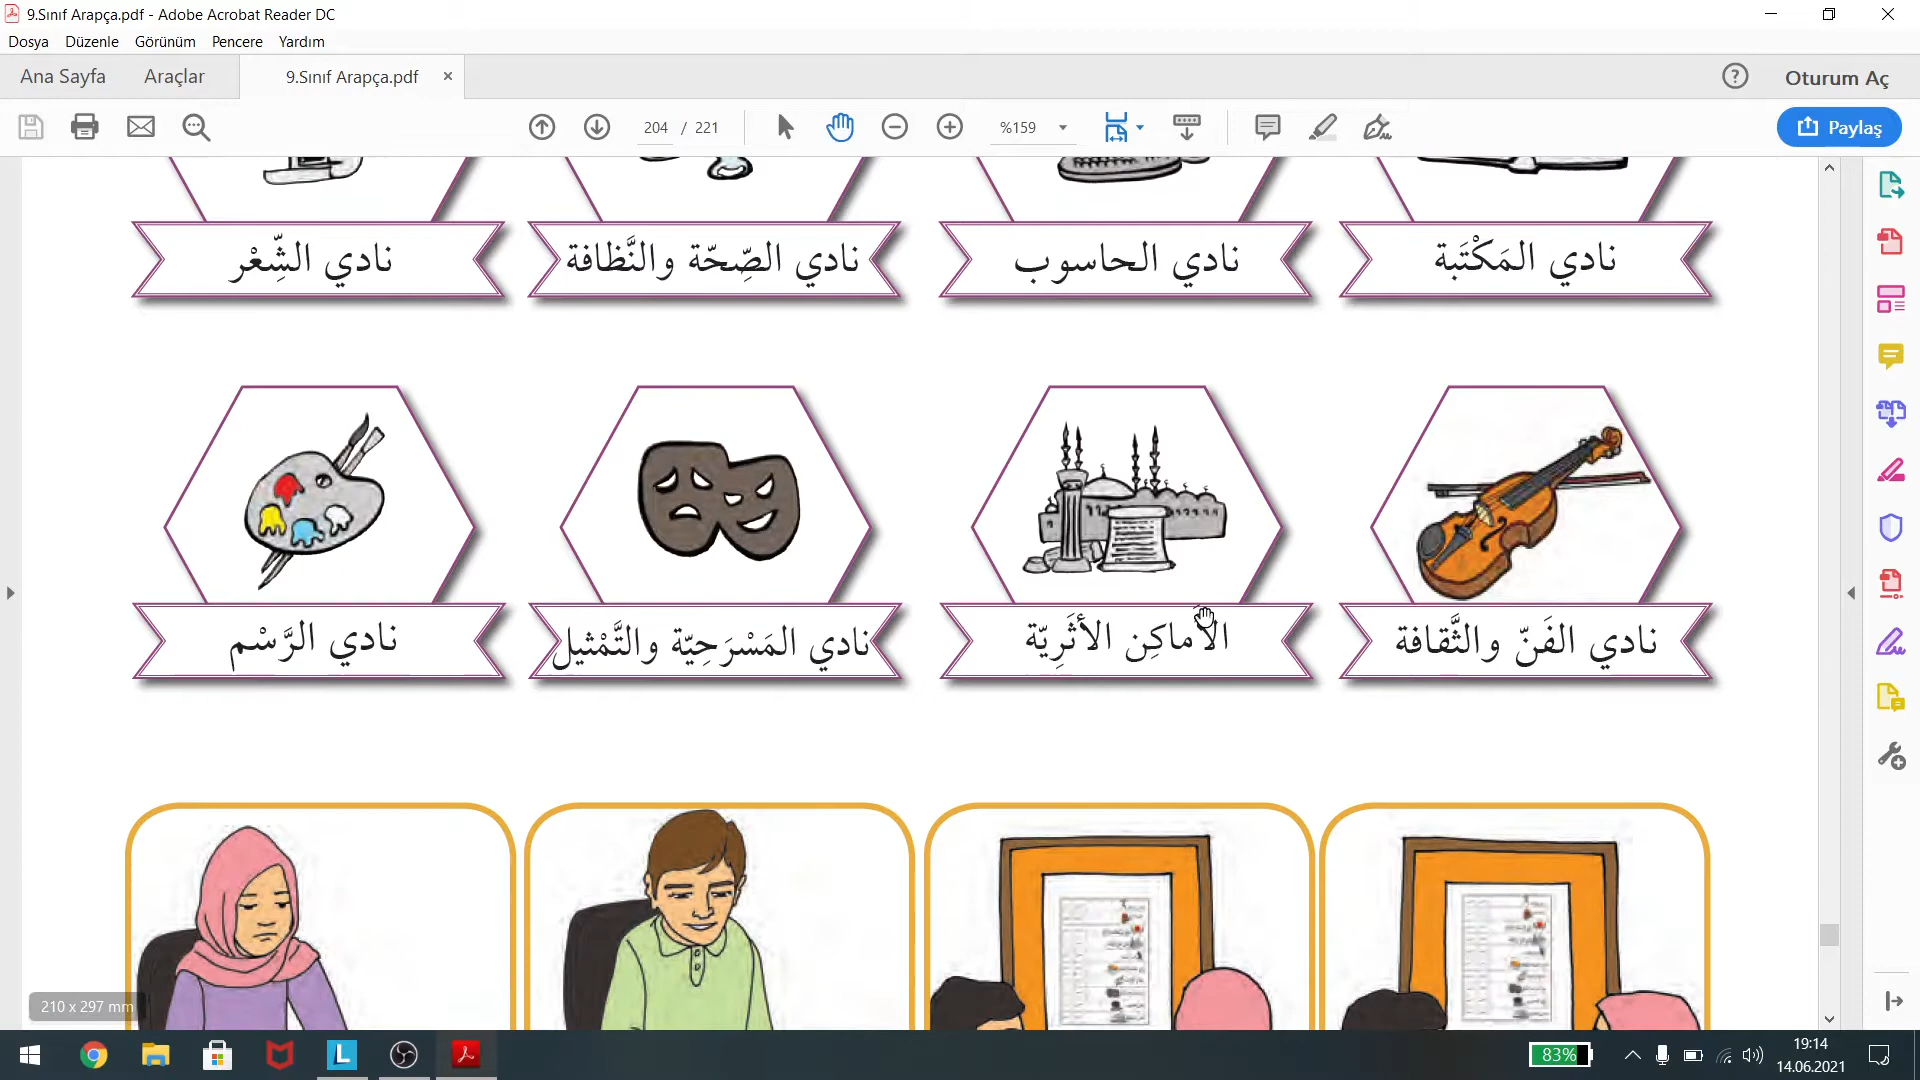 9.Sınıf Arapça.pdf - Adobe Acrobat Reader DC
Dosya Düzenle Görünüm Pencere Yardım
Ana Sayfa Araçlar 9.Sınıf Arapça.pdf × Oturum Aç
204 / 221 %159 Paylaş
نادي المَكْتَبة
نادي الحاسوب
نادي الصِّحّة والنَّظافة
نادي الشِّعْر
نادي الفَنّ والثَّقافة
الأماكِن الأثَرِيّة
نادي المَسْرَحِيّة والتَّمْثيل
نادي الرَّسْم
210 x 297 mm
83%
19:14
14.06.2021